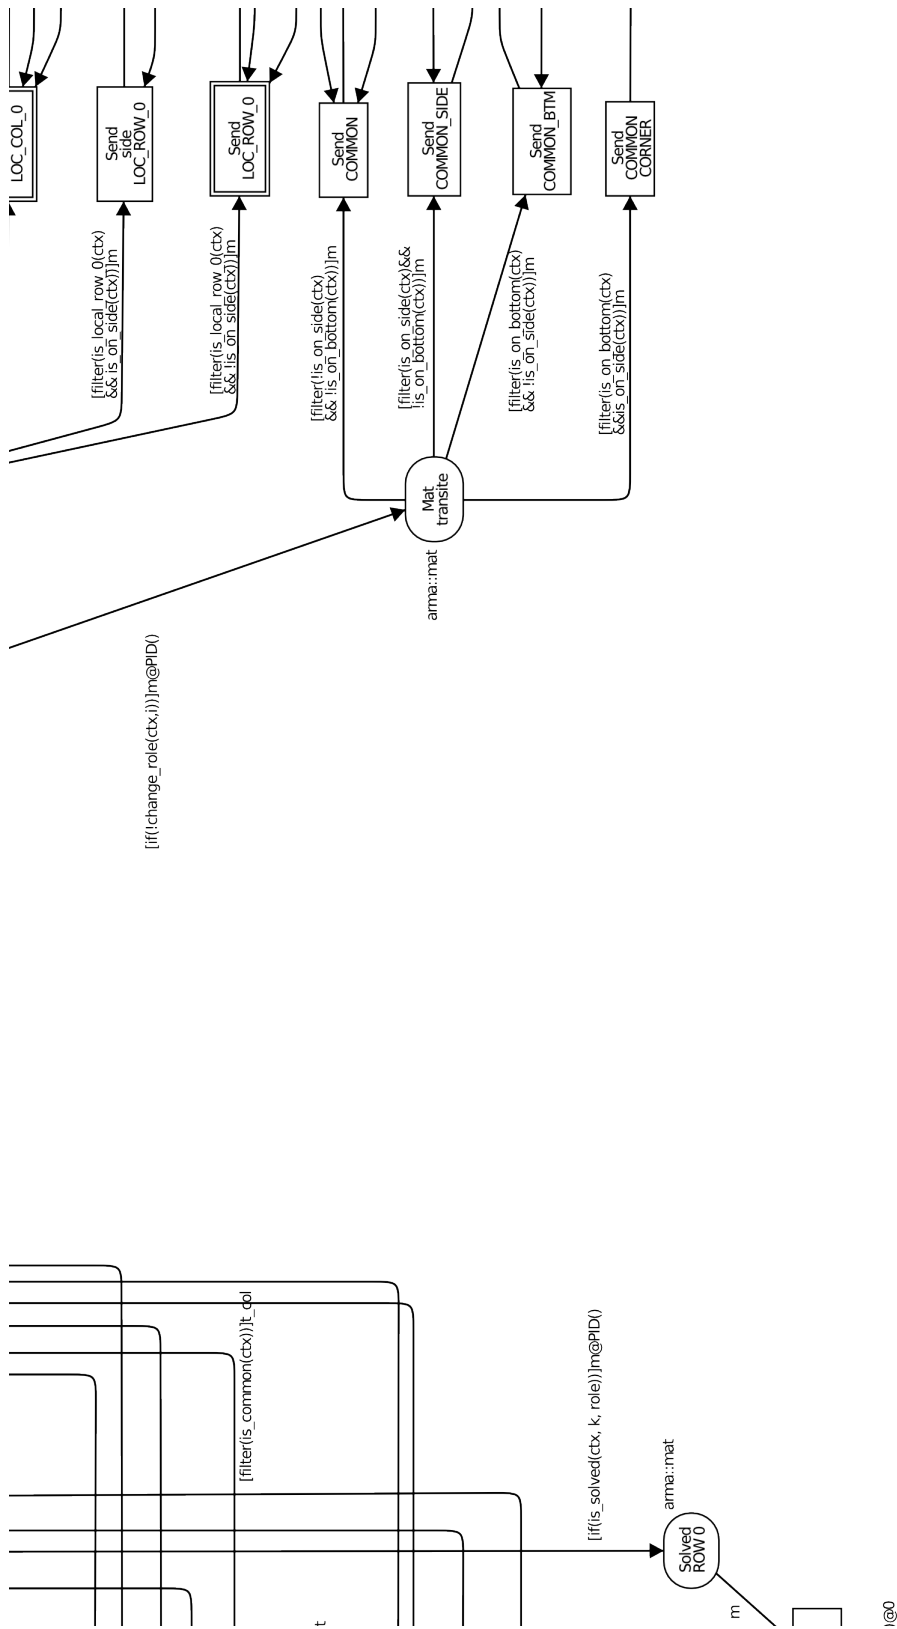 LOC_COL_0
Send
side
LOC_ROW_0
Send
LOC_ROW_0
Send
COMMON
Send
COMMON_SIDE
Send
COMMON_BTM
Send
COMMON
CORNER
[filter(is_local_row_0(ctx)
&& is_on_side(ctx))]m
[filter(is_local_row_0(ctx)
&& !is_on_side(ctx))]m
[filter(!is_on_side(ctx)
&& !is_on_bottom(ctx))]m
[filter(is_on_side(ctx)&&
!is_on_bottom(ctx))]m
[filter(is_on_bottom(ctx)
&& !is_on_side(ctx))]m
[filter(is_on_bottom(ctx)
&&is_on_side(ctx))]m
Mat
transite
arma::mat
[if(!change_role(ctx,i))]m@PID()
[filter(is_common(ctx))]t_col
[if(is_solved(ctx, k, role))]m@PID()
arma::mat
Solved
ROW 0
m
t
)@0